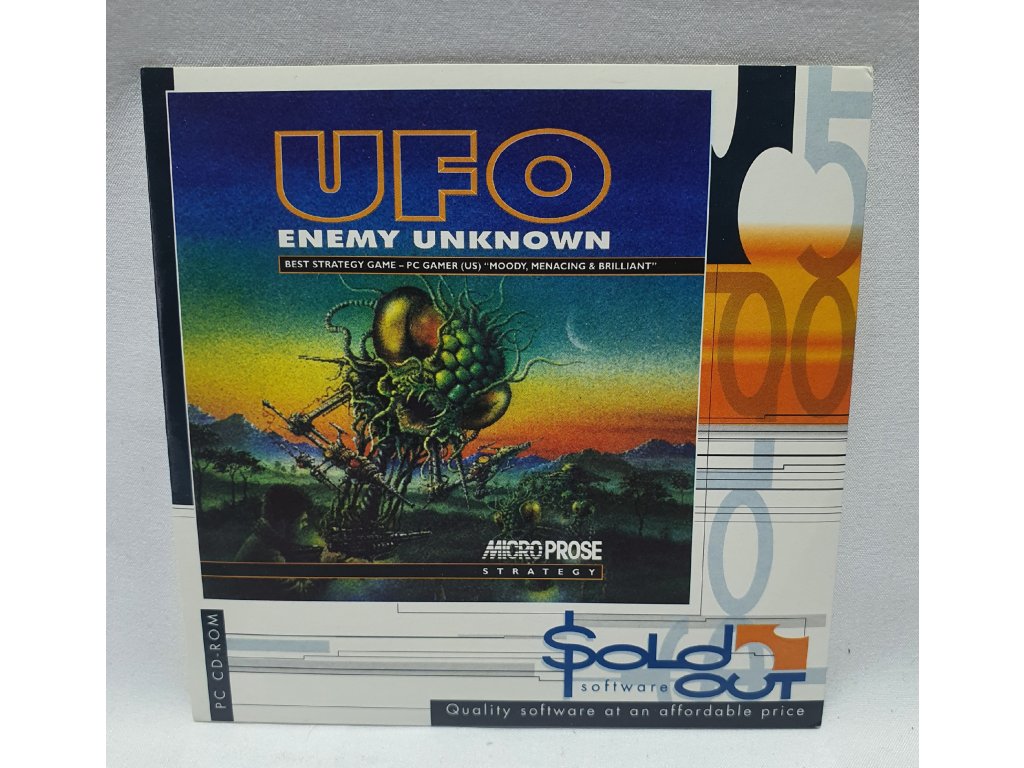 UFO
ENEMY UNKNOWN
BEST STRATEGY GAME – PC GAMER (US) "MOODY, MENACING & BRILLIANT"
MICROPROSE
STRATEGY
PC CD-ROM
$OLD
software OUT
Quality software at an affordable price